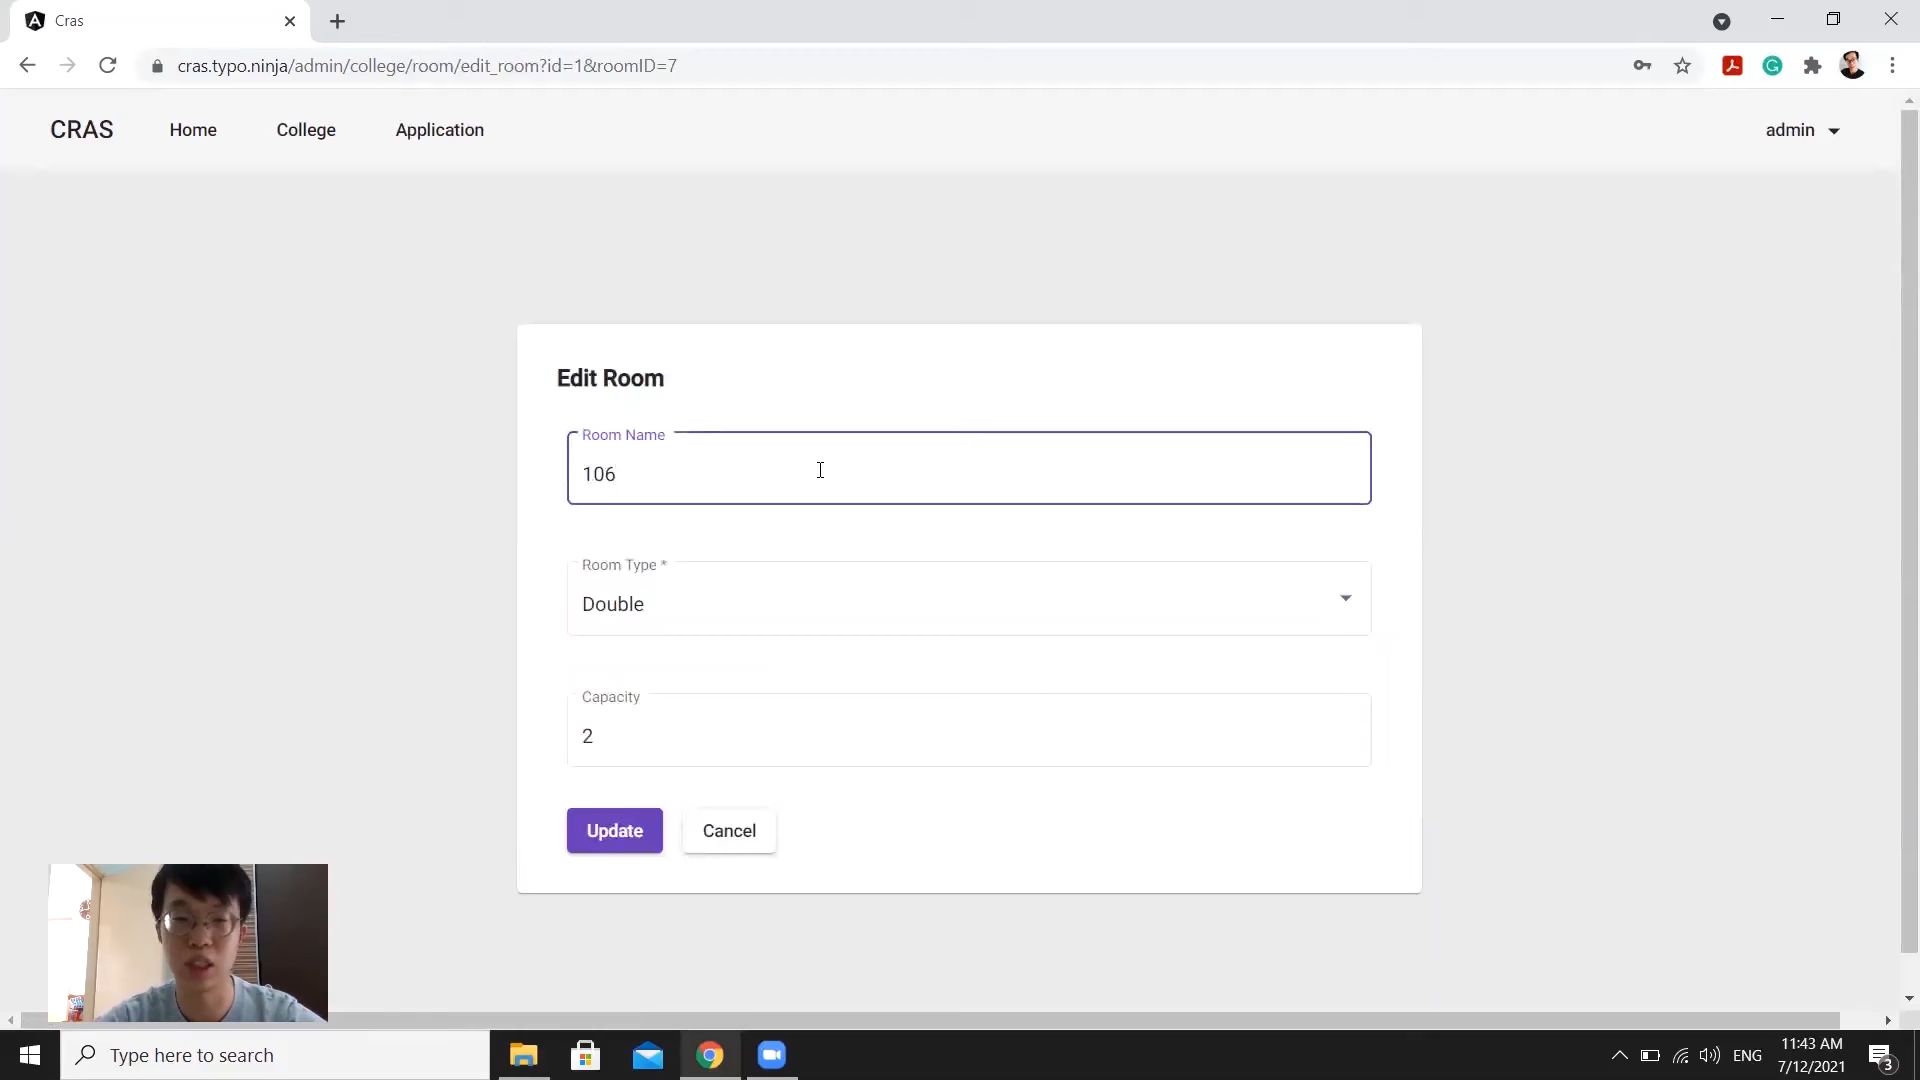 Cras
cras.typo.ninja/admin/college/room/edit_room?id=1&roomID=7
CRAS
Home
College
Application
admin
Edit Room
Room Name
106
Room Type *
Double
Capacity
2
Update
Cancel
Type here to search
ENG
11:43 AM
7/12/2021
3